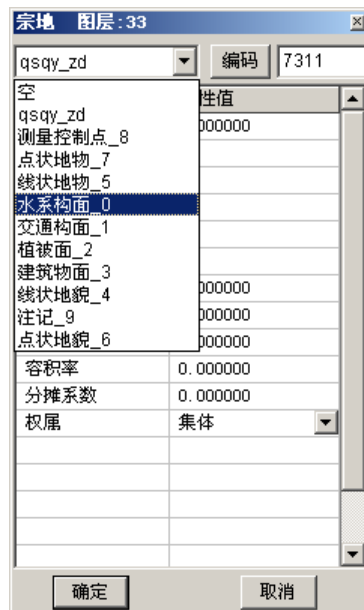 宗地 图层:33
qsqy_zd 编码 7311
空
qsqy_zd
测量控制点_8
点状地物_7
线状地物_5
水系构面_0
交通构面_1
植被面_2
建筑物面_3
线状地貌_4
注记_9
点状地貌_6
性值
000000
000000
000000
000000
容积率 0.000000
分摊系数 0.000000
权属 集体
确定 取消